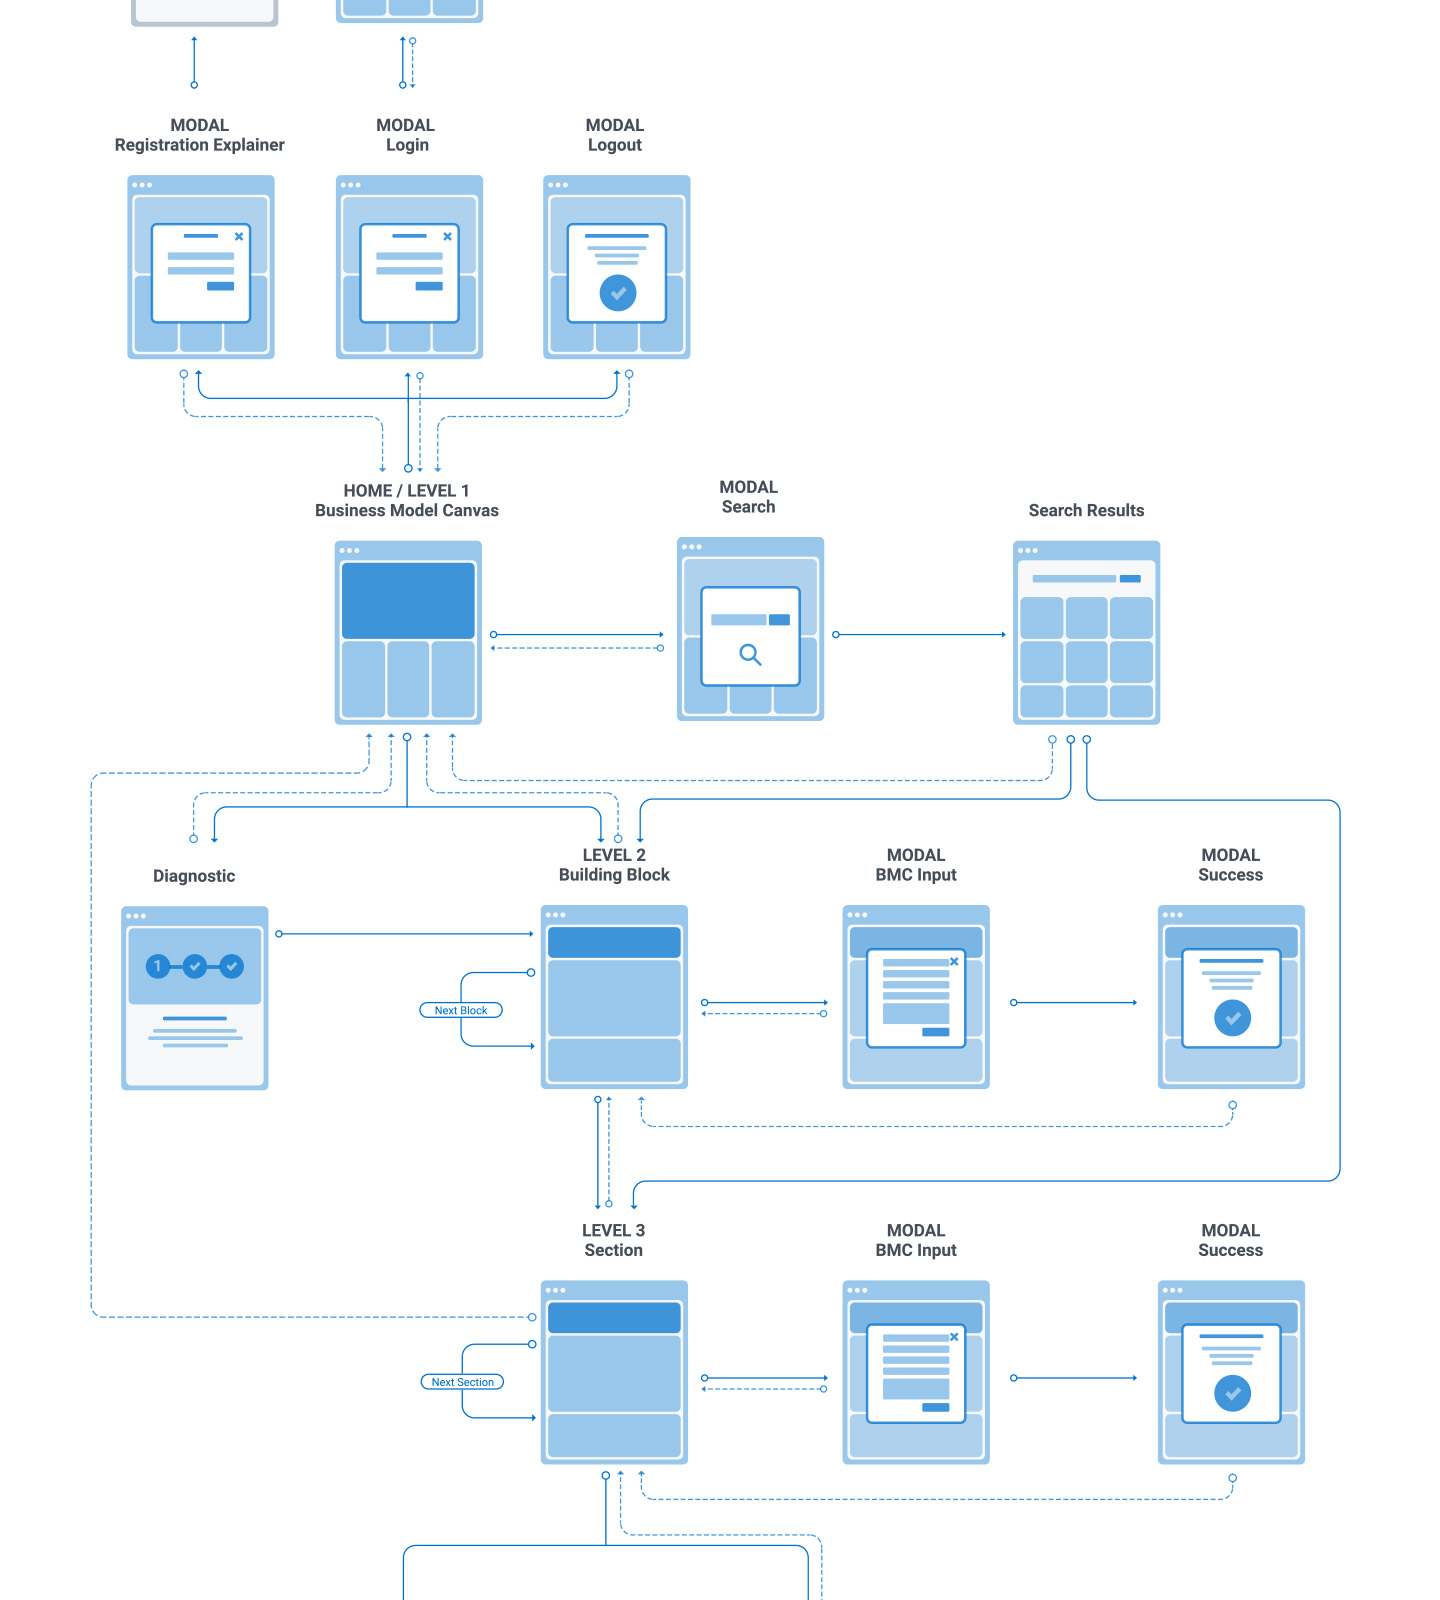 MODAL
Registration Explainer
MODAL
Login
MODAL
Logout
HOME / LEVEL 1
Business Model Canvas
MODAL
Search
Search Results
Diagnostic
1
LEVEL 2
Building Block
MODAL
BMC Input
MODAL
Success
Next Block
LEVEL 3
Section
MODAL
BMC Input
MODAL
Success
Next Section